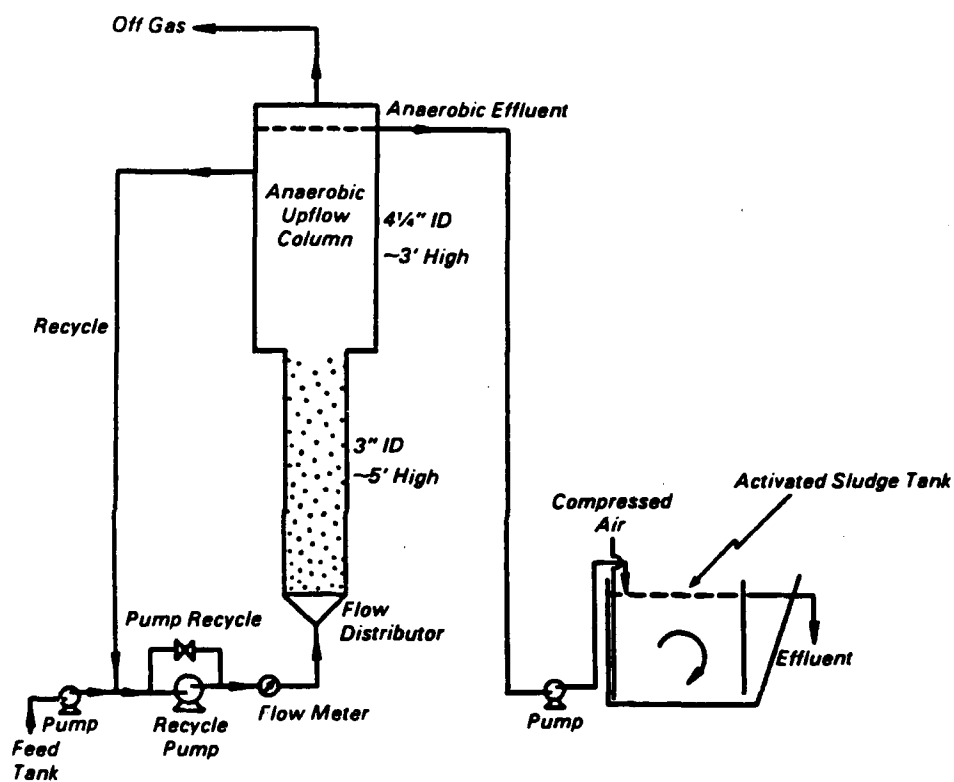 Off Gas
Anaerobic Effluent
Anaerobic
Upflow
Column
4¼" ID
~3' High
Recycle
3" ID
~5' High
Activated Sludge Tank
Compressed
Air
Flow
Distributor
Pump Recycle
Effluent
Flow Meter
Pump
Recycle
Pump
Pump
Feed
Tank